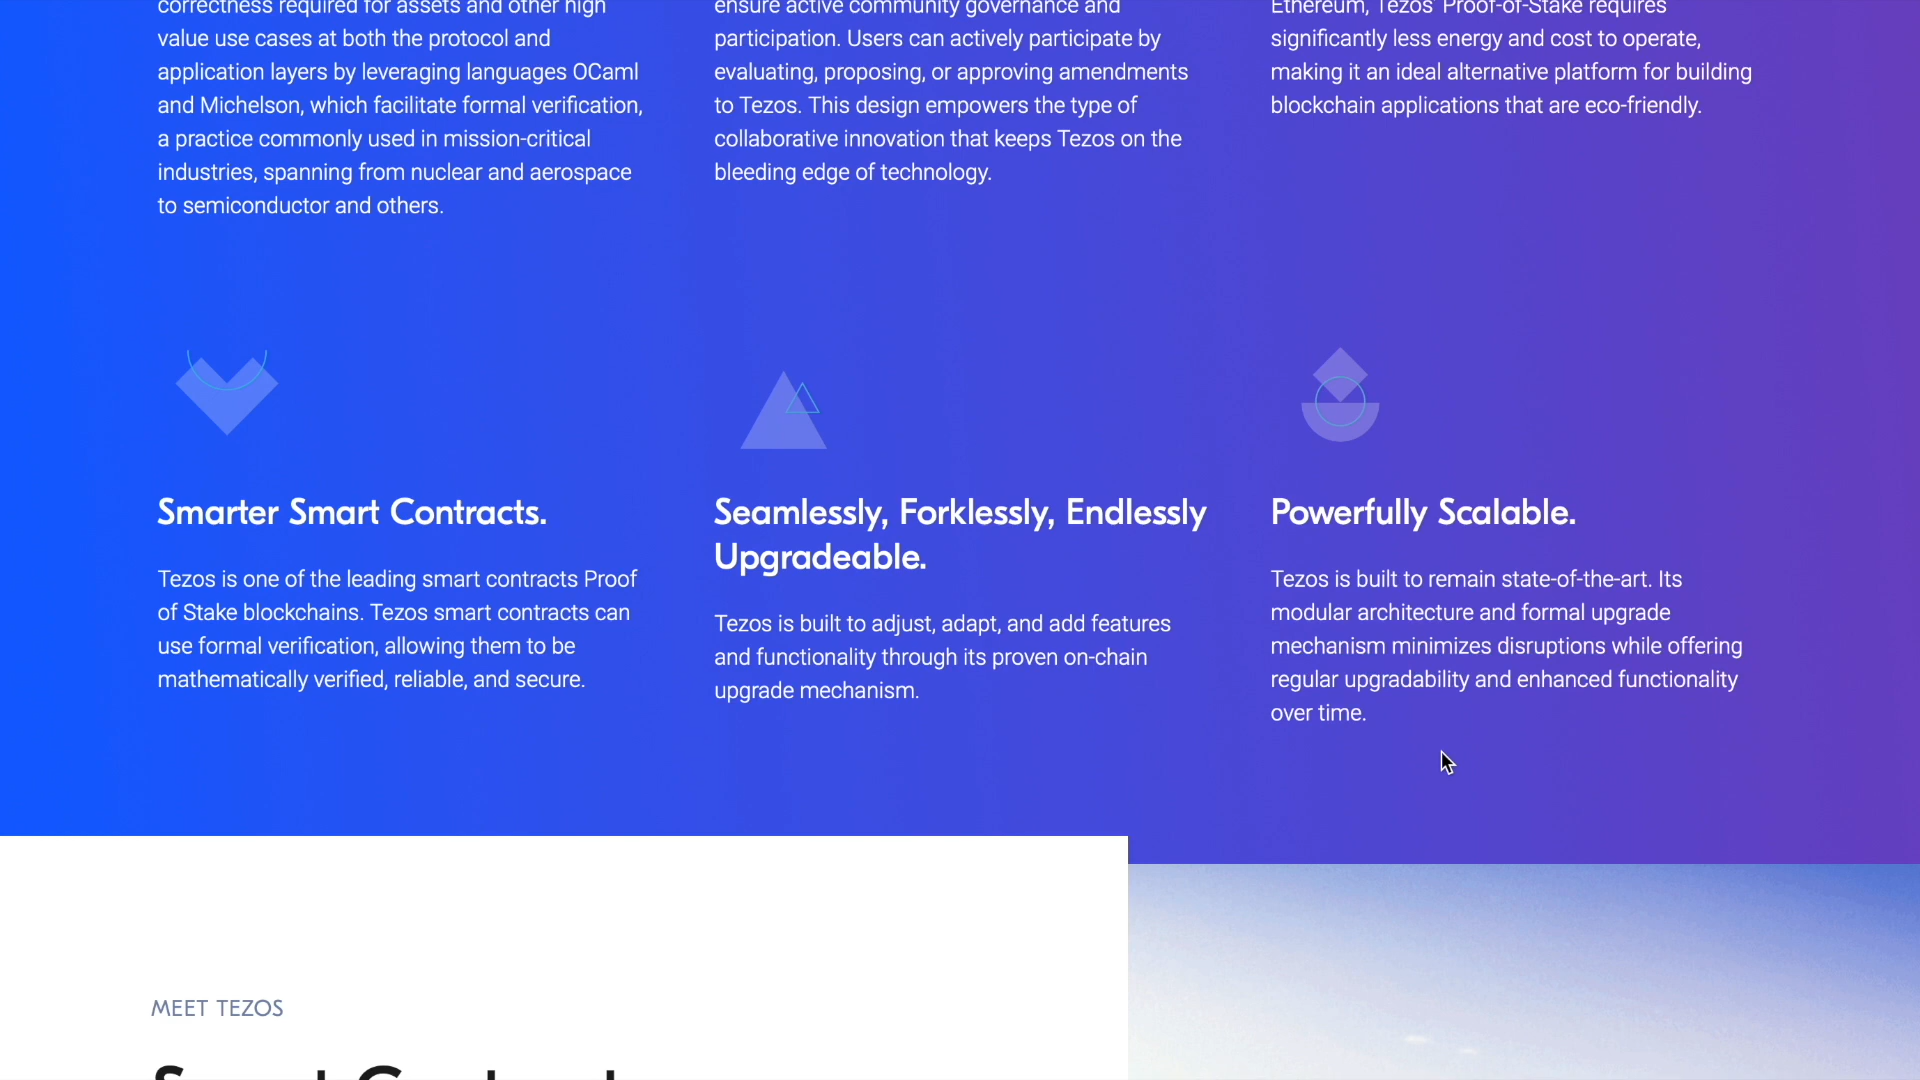 correctness required for assets and other high
value use cases at both the protocol and
application layers by leveraging languages OCaml
and Michelson, which facilitate formal verification,
a practice commonly used in mission-critical
industries, spanning from nuclear and aerospace
to semiconductor and others.
ensure active community governance and
participation. Users can actively participate by
evaluating, proposing, or approving amendments
to Tezos. This design empowers the type of
collaborative innovation that keeps Tezos on the
bleeding edge of technology.
Ethereum, Tezos' Proof-of-Stake requires
significantly less energy and cost to operate,
making it an ideal alternative platform for building
blockchain applications that are eco-friendly.
Smarter Smart Contracts.
Tezos is one of the leading smart contracts Proof
of Stake blockchains. Tezos smart contracts can
use formal verification, allowing them to be
mathematically verified, reliable, and secure.
Seamlessly, Forklessly, Endlessly
Upgradeable.
Tezos is built to adjust, adapt, and add features
and functionality through its proven on-chain
upgrade mechanism.
Powerfully Scalable.
Tezos is built to remain state-of-the-art. Its
modular architecture and formal upgrade
mechanism minimizes disruptions while offering
regular upgradability and enhanced functionality
over time.
MEET TEZOS